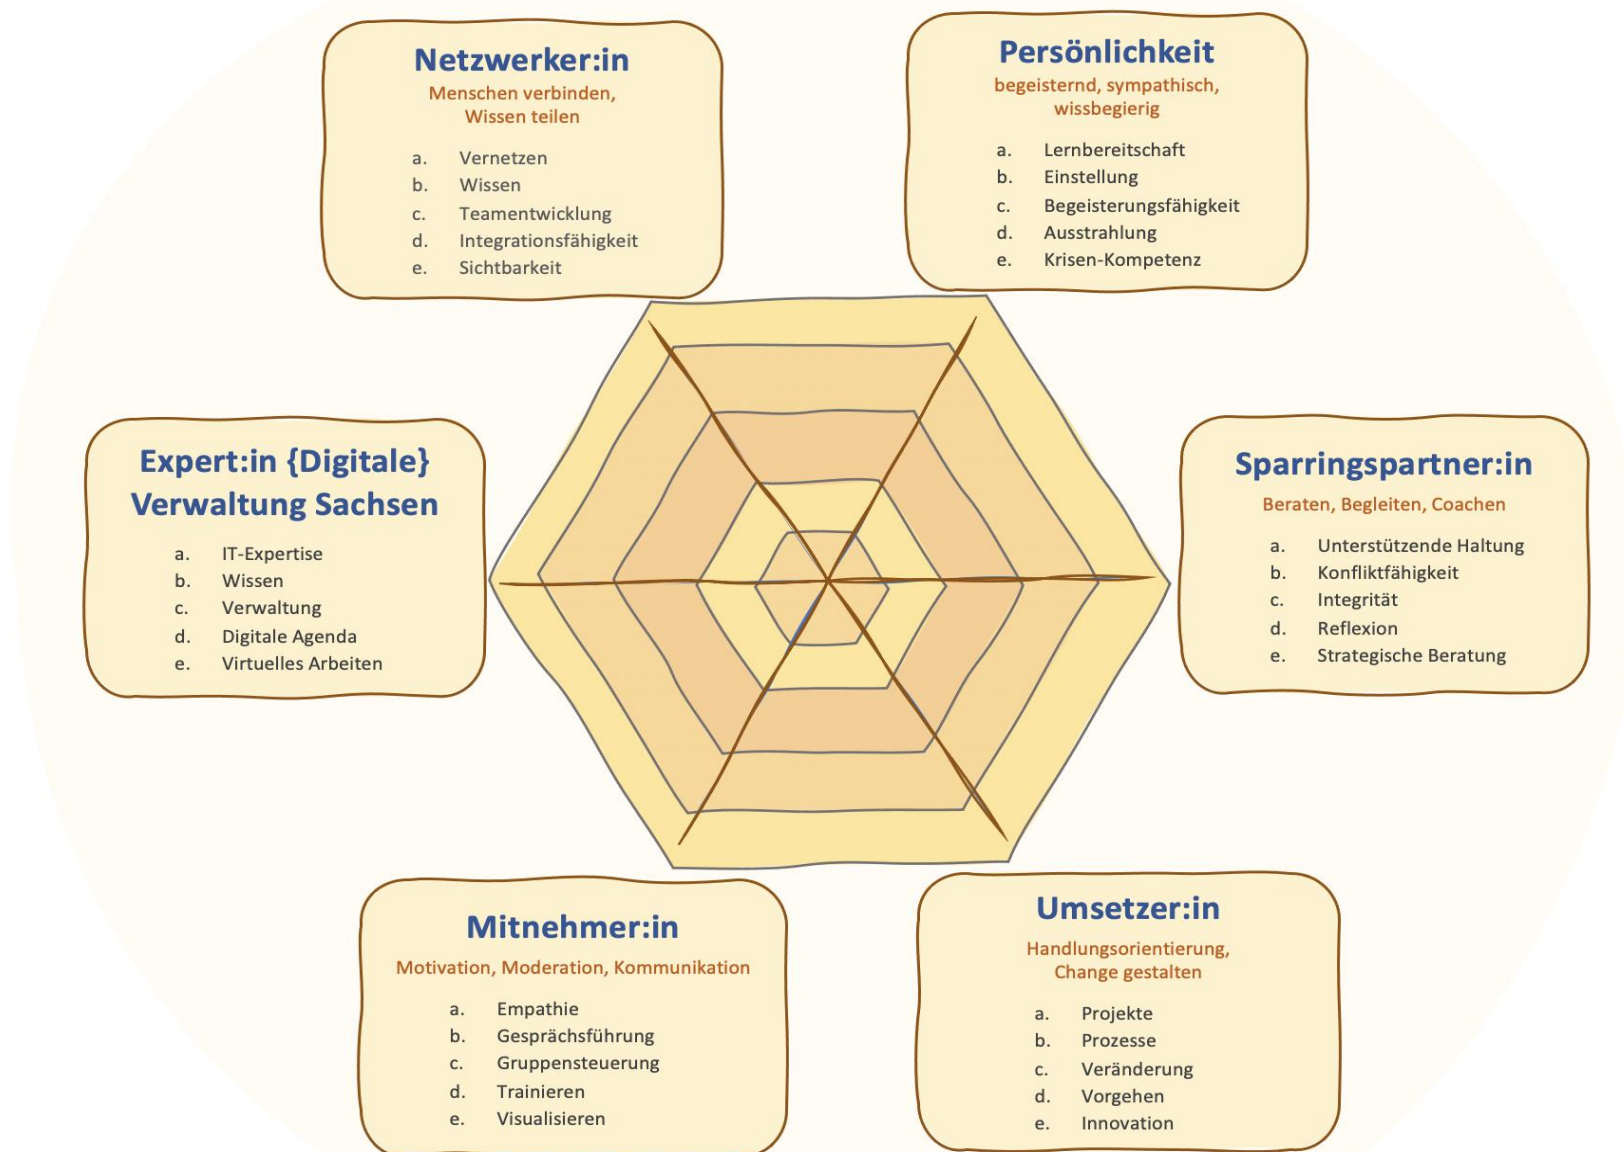 Netzwerker:in
Menschen verbinden,
Wissen teilen
a. Vernetzen
b. Wissen
c. Teamentwicklung
d. Integrationsfähigkeit
e. Sichtbarkeit
Persönlichkeit
begeisternd, sympathisch,
wissbegierig
a. Lernbereitschaft
b. Einstellung
c. Begeisterungsfähigkeit
d. Ausstrahlung
e. Krisen-Kompetenz
Expert:in {Digitale}
Verwaltung Sachsen
a. IT-Expertise
b. Wissen
c. Verwaltung
d. Digitale Agenda
e. Virtuelles Arbeiten
Sparringspartner:in
Beraten, Begleiten, Coachen
a. Unterstützende Haltung
b. Konfliktfähigkeit
c. Integrität
d. Reflexion
e. Strategische Beratung
Mitnehmer:in
Motivation, Moderation, Kommunikation
a. Empathie
b. Gesprächsführung
c. Gruppensteuerung
d. Trainieren
e. Visualisieren
Umsetzer:in
Handlungsorientierung,
Change gestalten
a. Projekte
b. Prozesse
c. Veränderung
d. Vorgehen
e. Innovation